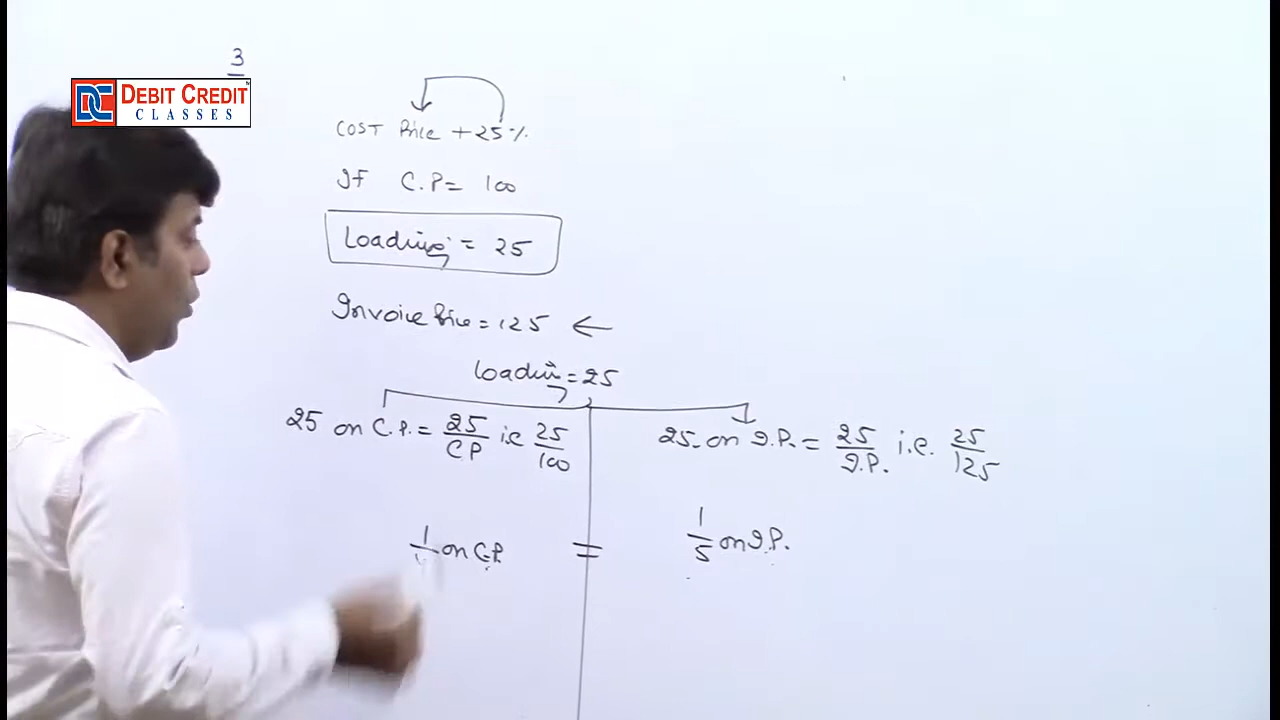 3
DEBIT CREDIT
CLASSES
COST Price +25%
If C.P= 100
Loading = 25
Invoice Price = 125 ←
Loading = 25
25 on C.P. = 25/CP i.e 25/100
25 on I.P. = 25/I.P. i.e. 25/125
on C.P. = 1/5 on I.P.